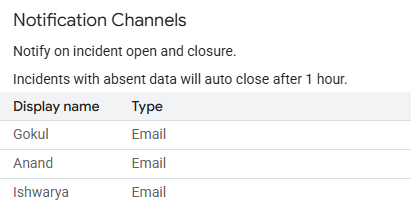 Notification Channels
Notify on incident open and closure.
Incidents with absent data will auto close after 1 hour.
Display name Type
Gokul Email
Anand Email
Ishwarya Email